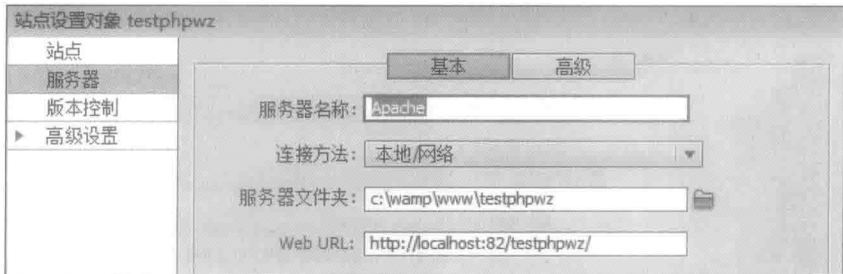 站点设置对象 testphpwz
站点
服务器
版本控制
高级设置
基本 高级
服务器名称: Apache
连接方法: 本地/网络
服务器文件夹: c:\wamp\www\testphpwz
Web URL: http://localhost:82/testphpwz/